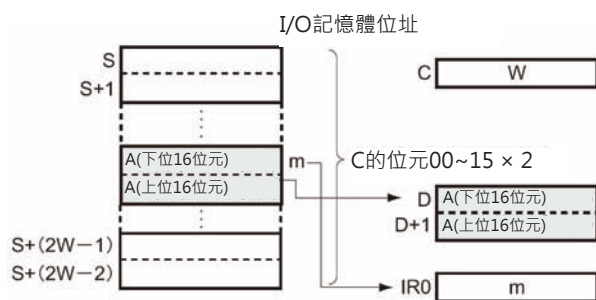 I/O記憶體位址
S
S+1
C
W
A(下位16位元)
A(上位16位元)
m
C的位元00~15 × 2
D
D+1
A(下位16位元)
A(上位16位元)
S+(2W-1)
S+(2W-2)
IR0
m